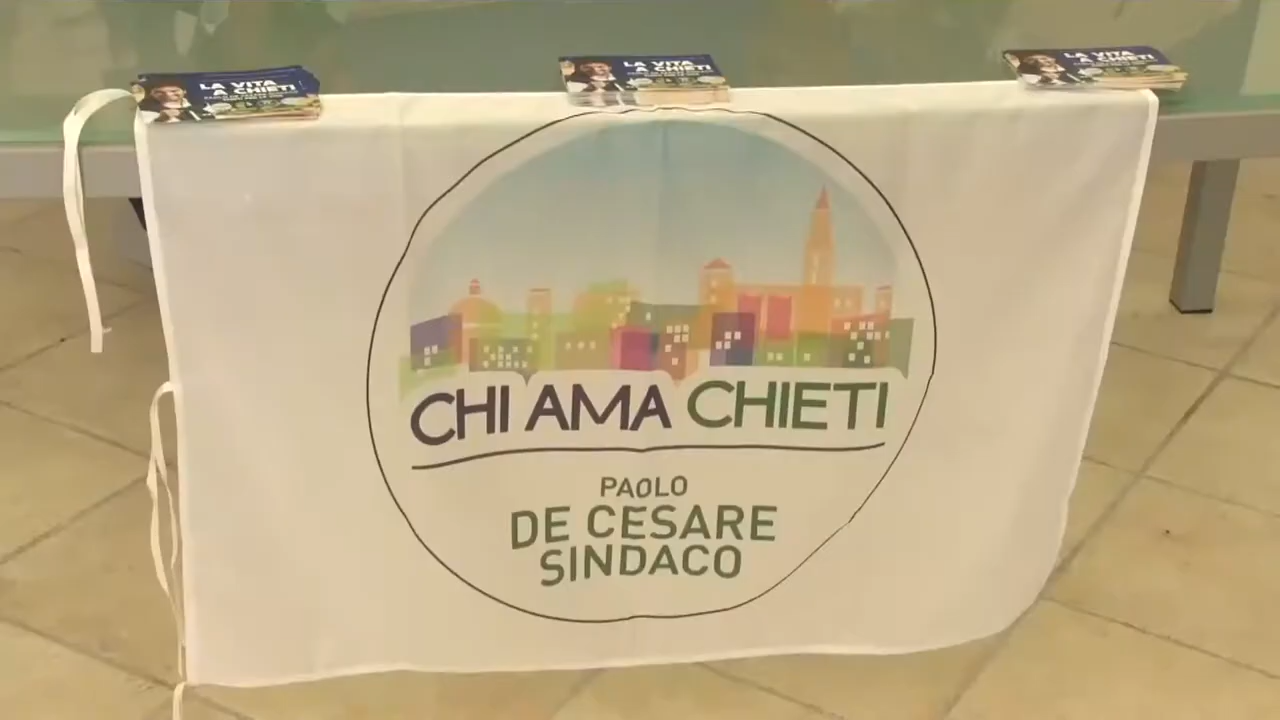 LA VITA
A CHIETI
LA VITA
A CHIETI
LA VITA
A CHIETI
CHI AMA CHIETI
PAOLO
DE CESARE
SINDACO